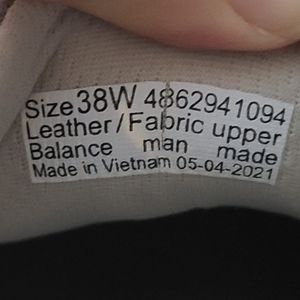 Size 38W 4862941094
Leather/Fabric upper
Balance man made
Made in Vietnam 05-04-2021